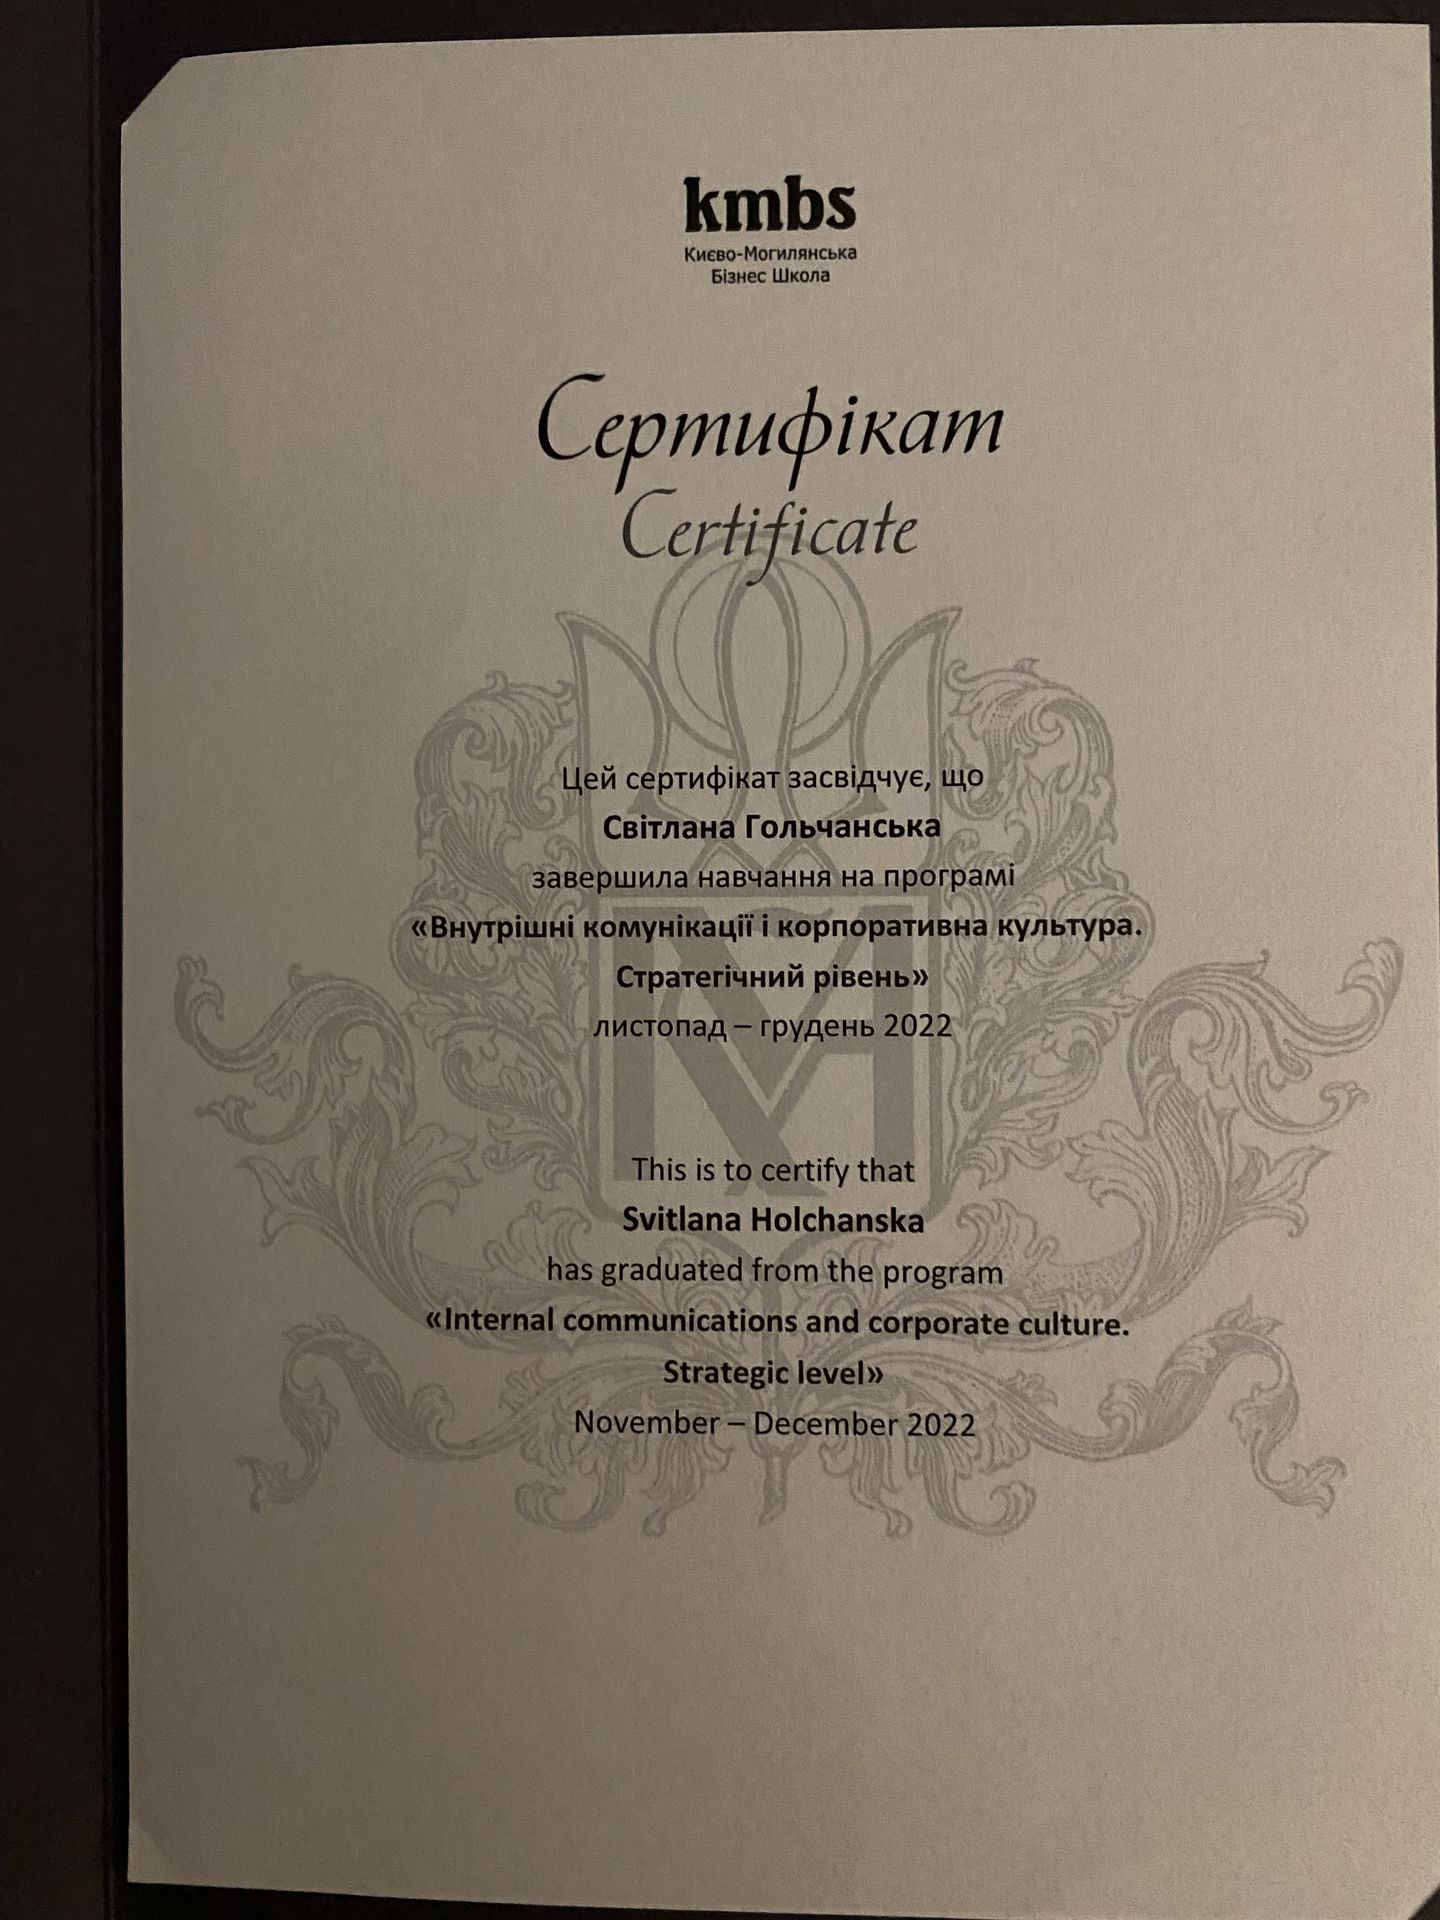 kmbs
Києво-Могилянська
Бізнес Школа
Сертифікат
Certificate
Цей сертифікат засвідчує, що
Світлана Гольчанська
завершила навчання на програмі
«Внутрішні комунікації і корпоративна культура.
Стратегічний рівень»
листопад – грудень 2022
This is to certify that
Svitlana Holchanska
has graduated from the program
«Internal communications and corporate culture.
Strategic level»
November – December 2022